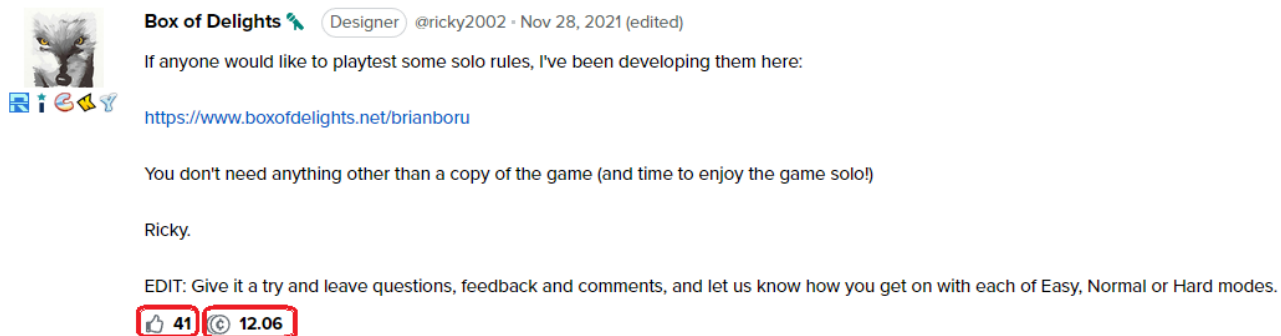 Box of Delights Designer @ricky2002 · Nov 28, 2021 (edited)
If anyone would like to playtest some solo rules, I've been developing them here:
https://www.boxofdelights.net/brianboru
You don't need anything other than a copy of the game (and time to enjoy the game solo!)
Ricky.
EDIT: Give it a try and leave questions, feedback and comments, and let us know how you get on with each of Easy, Normal or Hard modes.
41 © 12.06